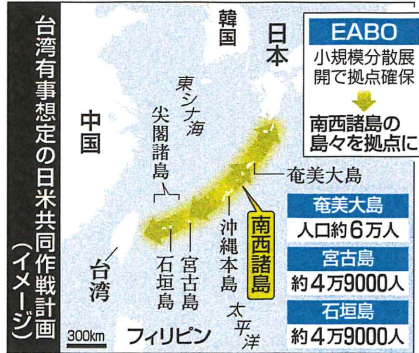 台湾有事想定の日米共同作戦計画
(イメージ)
韓国
日本
東シナ海
中国
尖閣諸島
奄美大島
南西諸島
沖縄本島
宮古島
石垣島
台湾
太平洋
フィリピン
300km
EABO
小規模分散展
開で拠点確保
南西諸島の
島々を拠点に
奄美大島
人口約6万人
宮古島
約4万9000人
石垣島
約4万9000人